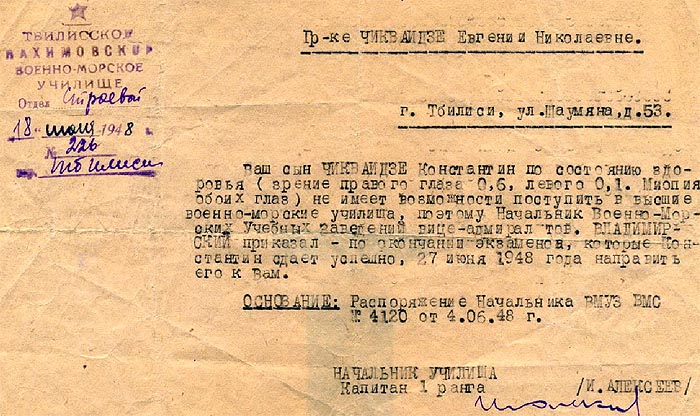 ТБИЛИССКОЕ
НАХИМОВСКОЕ
ВОЕННО-МОРСКОЕ
УЧИЛИЩЕ
Отдел Строевой
18 " июня 1948 г.
№ 226
гор. Тбилиси
Гр-ке ЧИКВАИДЗЕ Евгении Николаевне.
г. Тбилиси, ул.Шаумяна,д.53.
Ваш сын ЧИКВАИДЗЕ Константин по состоянию здо-
ровья ( зрение правого глаза 0,6, левого 0,1. Миопия
обоих глаз) не имеет возможности поступить в высшие
военно-морские училища, поэтому Начальник Военно-Мор-
ских Учебных заведений вице-адмирал тов. ВЛАДИМИР-
СКИЙ приказал - по окончании экзаменов, которые Кон-
стантин сдает успешно, 27 июня 1948 года направить
его к Вам.
ОСНОВАНИЕ: Распоряжение Начальника ВМУЗ ВМС
№ 4120 от 4.06.48 г.
НАЧАЛЬНИК УЧИЛИЩА
Капитан 1 ранга /И.АЛЕКСЕЕВ/